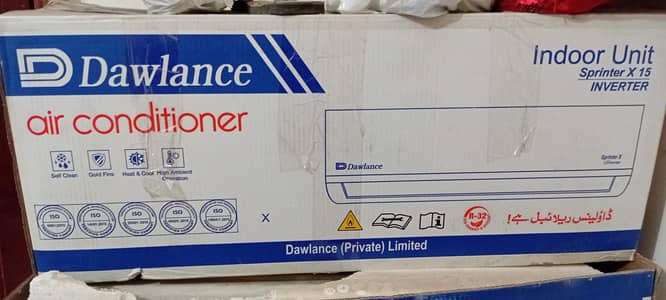 Dawlance
air conditioner
Self Clean
Gold Fins
Heat & Cool
High Ambient Operation
ISO
ISO
ISO
ISO
ISO
X
Indoor Unit
Sprinter X 15
INVERTER
Dawlance
Sprinter X
R-32
ڈاؤلینس ریلائیبل ہے!
Dawlance (Private) Limited